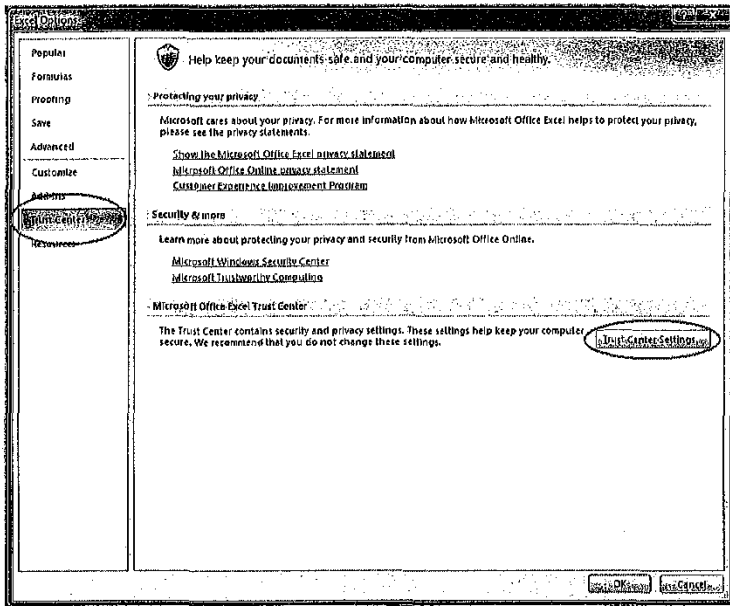 Excel Options
Popular
Formulas
Proofing
Save
Advanced
Customize
Add-Ins
Trust Center
Resources
Help keep your documents safe and your computer secure and healthy.
Protecting your privacy
Microsoft cares about your privacy. For more information about how Microsoft Office Excel helps to protect your privacy,
please see the privacy statements.
Show the Microsoft Office Excel privacy statement
Microsoft Office Online privacy statement
Customer Experience Improvement Program
Security & more
Learn more about protecting your privacy and security from Microsoft Office Online.
Microsoft Windows Security Center
Microsoft Trustworthy Computing
Microsoft Office Excel Trust Center
The Trust Center contains security and privacy settings. These settings help keep your computer
secure. We recommend that you do not change these settings.
Trust Center Settings...
OK
Cancel